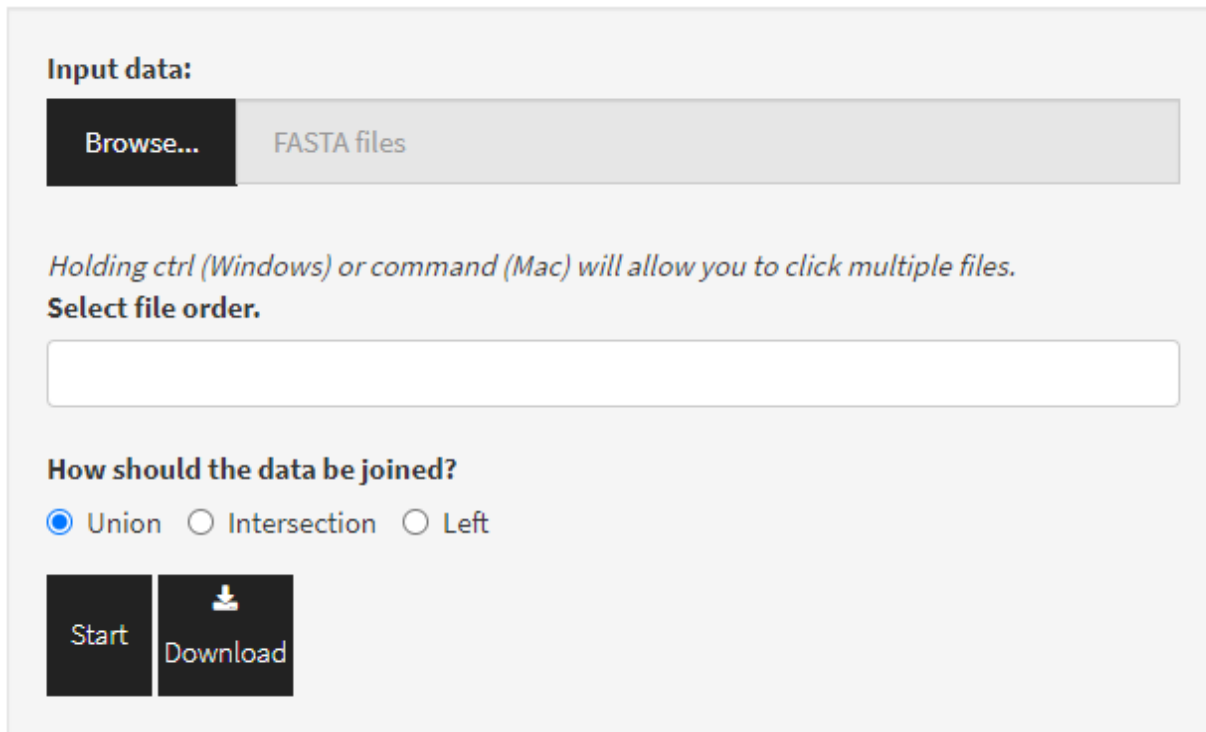 Input data:
Browse... FASTA files
Holding ctrl (Windows) or command (Mac) will allow you to click multiple files.
Select file order.
How should the data be joined?
Union Intersection Left
Start
Download